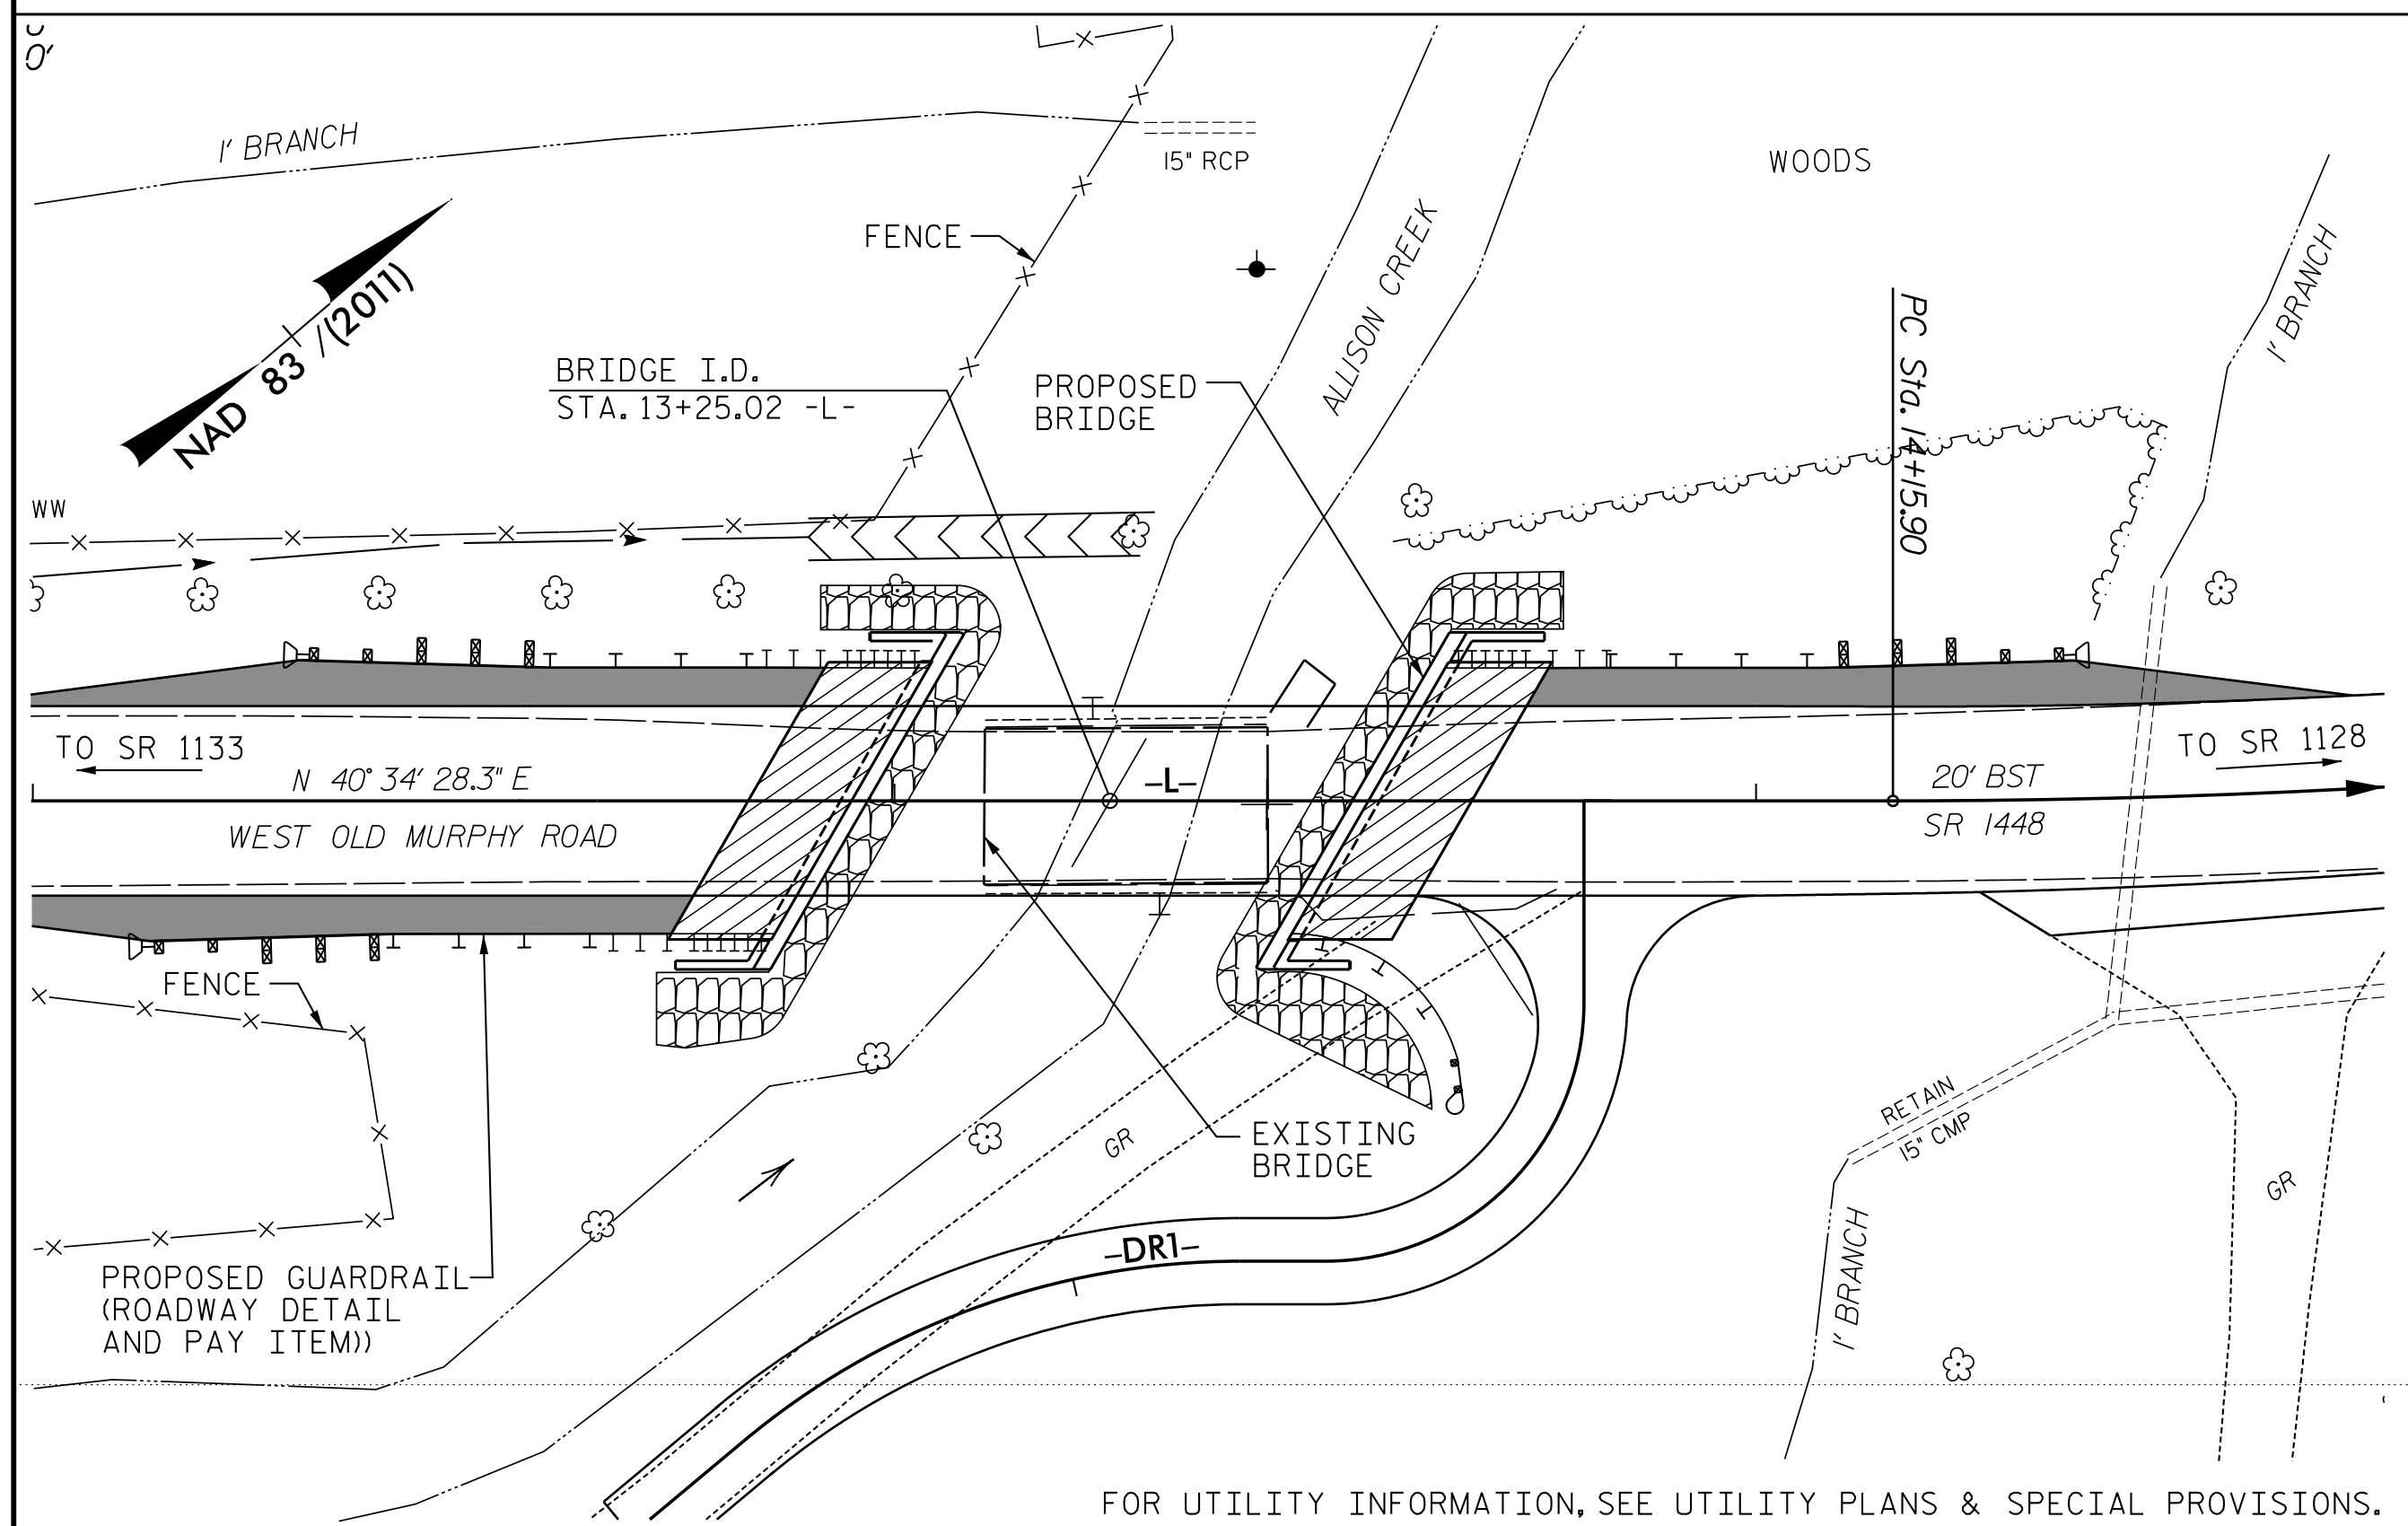 0'
1' BRANCH
15" RCP
WOODS
FENCE
ALLISON CREEK
1' BRANCH
NAD 83 /(2011)
BRIDGE I.D.
STA. 13+25.02 -L-
PROPOSED
BRIDGE
PC Sta. 14+15.90
WW
TO SR 1133
N 40° 34' 28.3" E
WEST OLD MURPHY ROAD
-L-
TO SR 1128
20' BST
SR 1448
FENCE
EXISTING
BRIDGE
GR
RETAIN
15" CMP
GR
-DR1-
1' BRANCH
PROPOSED GUARDRAIL
(ROADWAY DETAIL
AND PAY ITEM))
FOR UTILITY INFORMATION, SEE UTILITY PLANS & SPECIAL PROVISIONS.